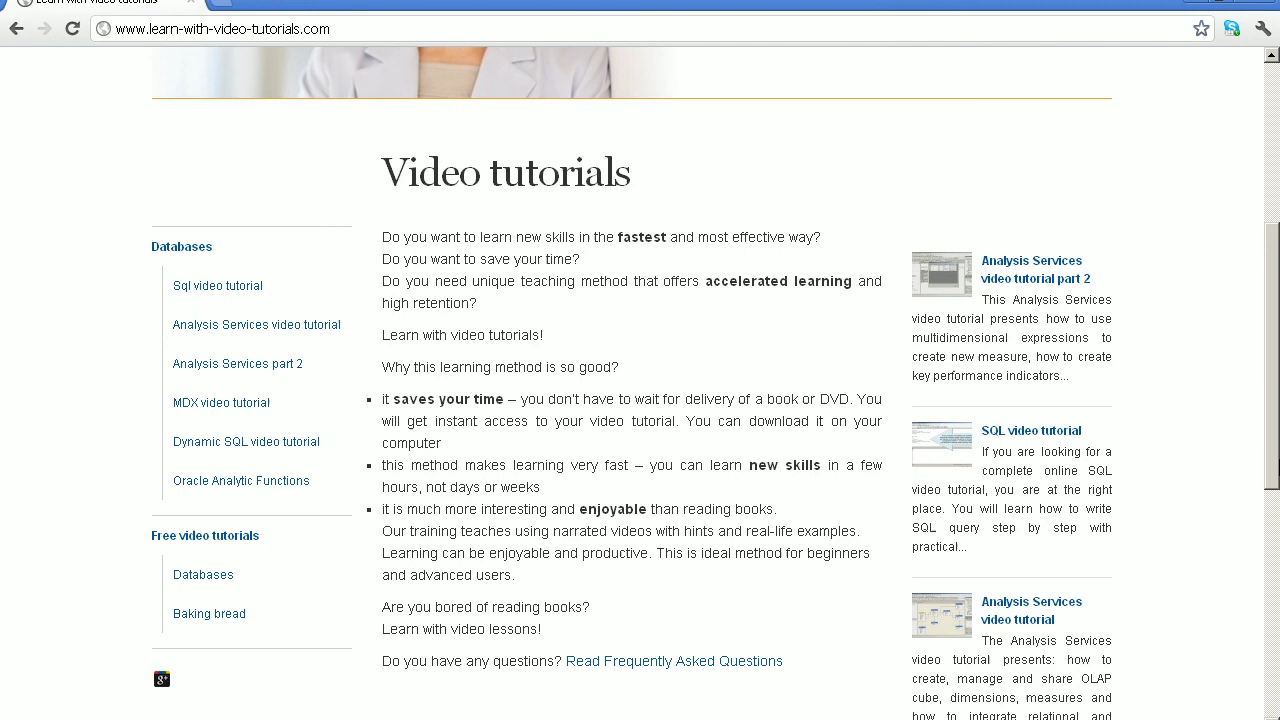 Learn with video tutorials
www.learn-with-video-tutorials.com
Video tutorials
Databases
Sql video tutorial
Analysis Services video tutorial
Analysis Services part 2
MDX video tutorial
Dynamic SQL video tutorial
Oracle Analytic Functions
Free video tutorials
Databases
Baking bread
g+
Do you want to learn new skills in the fastest and most effective way?
Do you want to save your time?
Do you need unique teaching method that offers accelerated learning and
high retention?
Learn with video tutorials!
Why this learning method is so good?
it saves your time – you don't have to wait for delivery of a book or DVD. You
will get instant access to your video tutorial. You can download it on your
computer
this method makes learning very fast – you can learn new skills in a few
hours, not days or weeks
it is much more interesting and enjoyable than reading books.
Our training teaches using narrated videos with hints and real-life examples.
Learning can be enjoyable and productive. This is ideal method for beginners
and advanced users.
Are you bored of reading books?
Learn with video lessons!
Do you have any questions? Read Frequently Asked Questions
Analysis Services
video tutorial part 2
This Analysis Services
video tutorial presents how to use
multidimensional expressions to
create new measure, how to create
key performance indicators...
SQL video tutorial
If you are looking for a
complete online SQL
video tutorial, you are at the right
place. You will learn how to write
SQL query step by step with
practical...
Analysis Services
video tutorial
The Analysis Services
video tutorial presents: how to
create, manage and share OLAP
cube, dimensions, measures and
how to integrate relational and